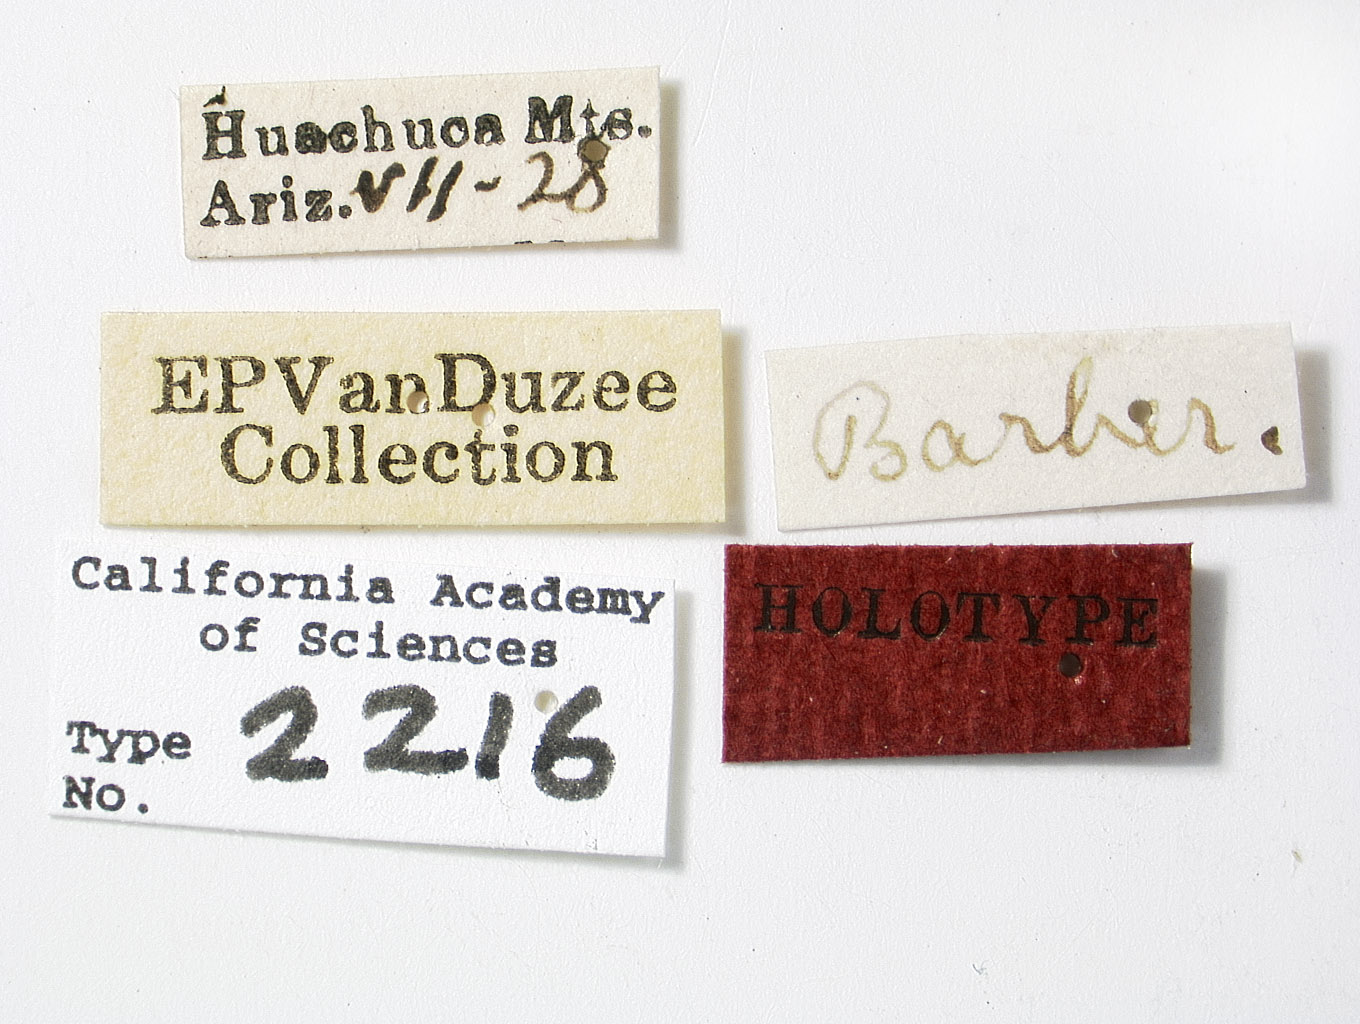 Huachuca Mts.
Ariz. VII-28
EPVanDuzee
Collection
Barber.
California Academy
of Sciences
Type
No. 2216
HOLOTYPE